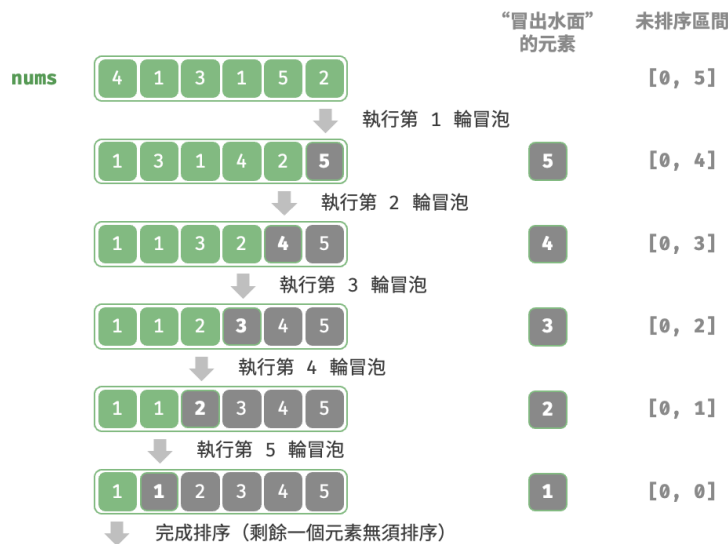 “冒出水面”
的元素
未排序區間
nums
4 1 3 1 5 2
[0, 5]
執行第 1 輪冒泡
1 3 1 4 2 5
5
[0, 4]
執行第 2 輪冒泡
1 1 3 2 4 5
4
[0, 3]
執行第 3 輪冒泡
1 1 2 3 4 5
3
[0, 2]
執行第 4 輪冒泡
1 1 2 3 4 5
2
[0, 1]
執行第 5 輪冒泡
1 1 2 3 4 5
1
[0, 0]
完成排序（剩餘一個元素無須排序）